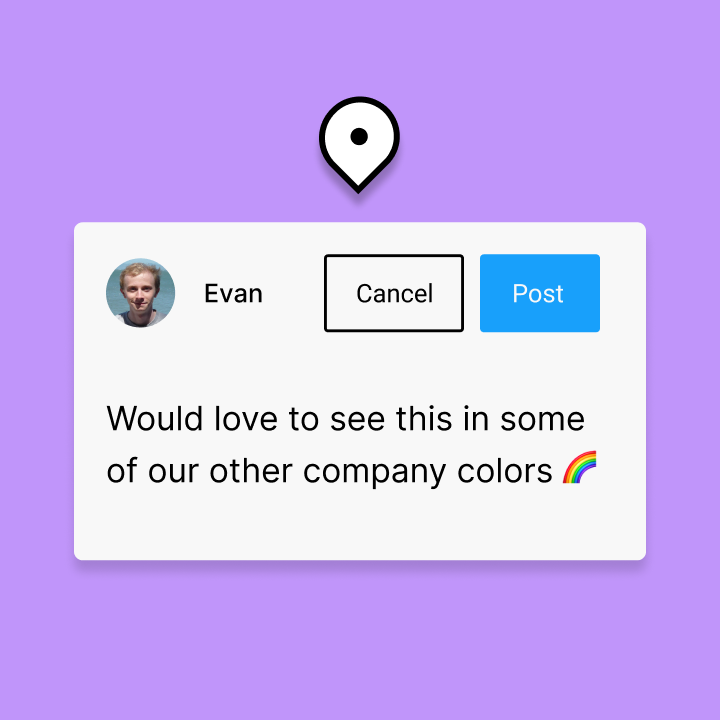 Evan
Cancel
Post
Would love to see this in some
of our other company colors 🌈